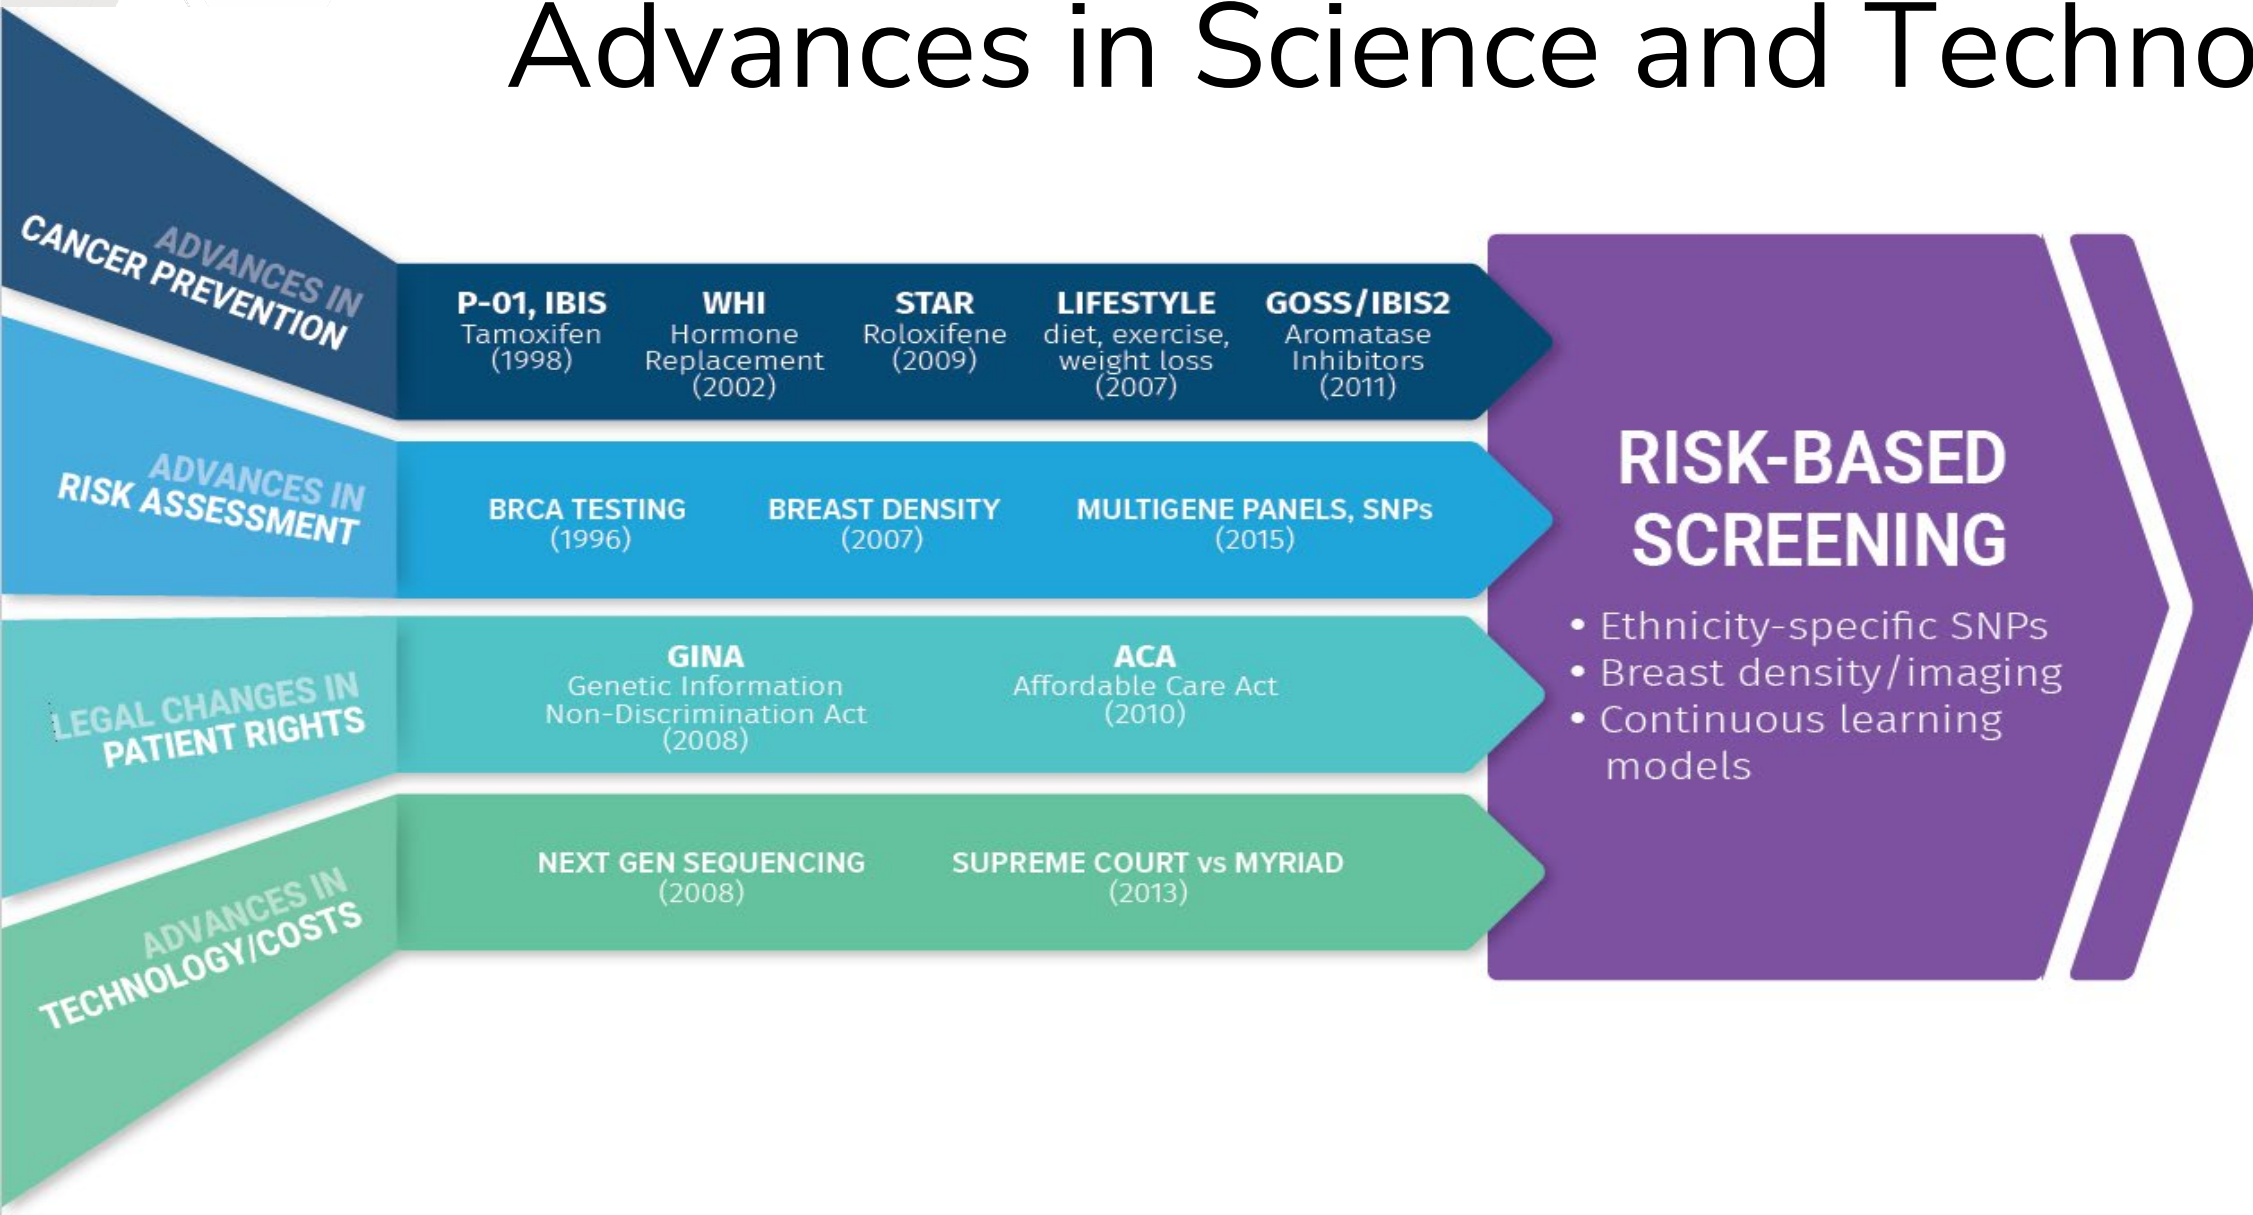 Advances in Science and Techno
ADVANCES IN
CANCER PREVENTION
P-01, IBIS
Tamoxifen
(1998)
WHI
Hormone
Replacement
(2002)
STAR
Roloxifene
(2009)
LIFESTYLE
diet, exercise,
weight loss
(2007)
GOSS/IBIS2
Aromatase
Inhibitors
(2011)
ADVANCES IN
RISK ASSESSMENT
BRCA TESTING
(1996)
BREAST DENSITY
(2007)
MULTIGENE PANELS, SNPs
(2015)
LEGAL CHANGES IN
PATIENT RIGHTS
GINA
Genetic Information
Non-Discrimination Act
(2008)
ACA
Affordable Care Act
(2010)
ADVANCES IN
TECHNOLOGY/COSTS
NEXT GEN SEQUENCING
(2008)
SUPREME COURT vs MYRIAD
(2013)
RISK-BASED
SCREENING
• Ethnicity-specific SNPs
• Breast density/imaging
• Continuous learning
models